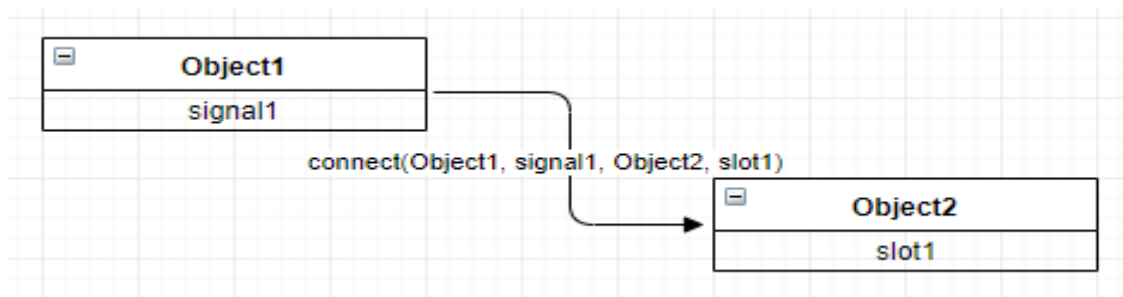 Object1
signal1
connect(Object1, signal1, Object2, slot1)
Object2
slot1